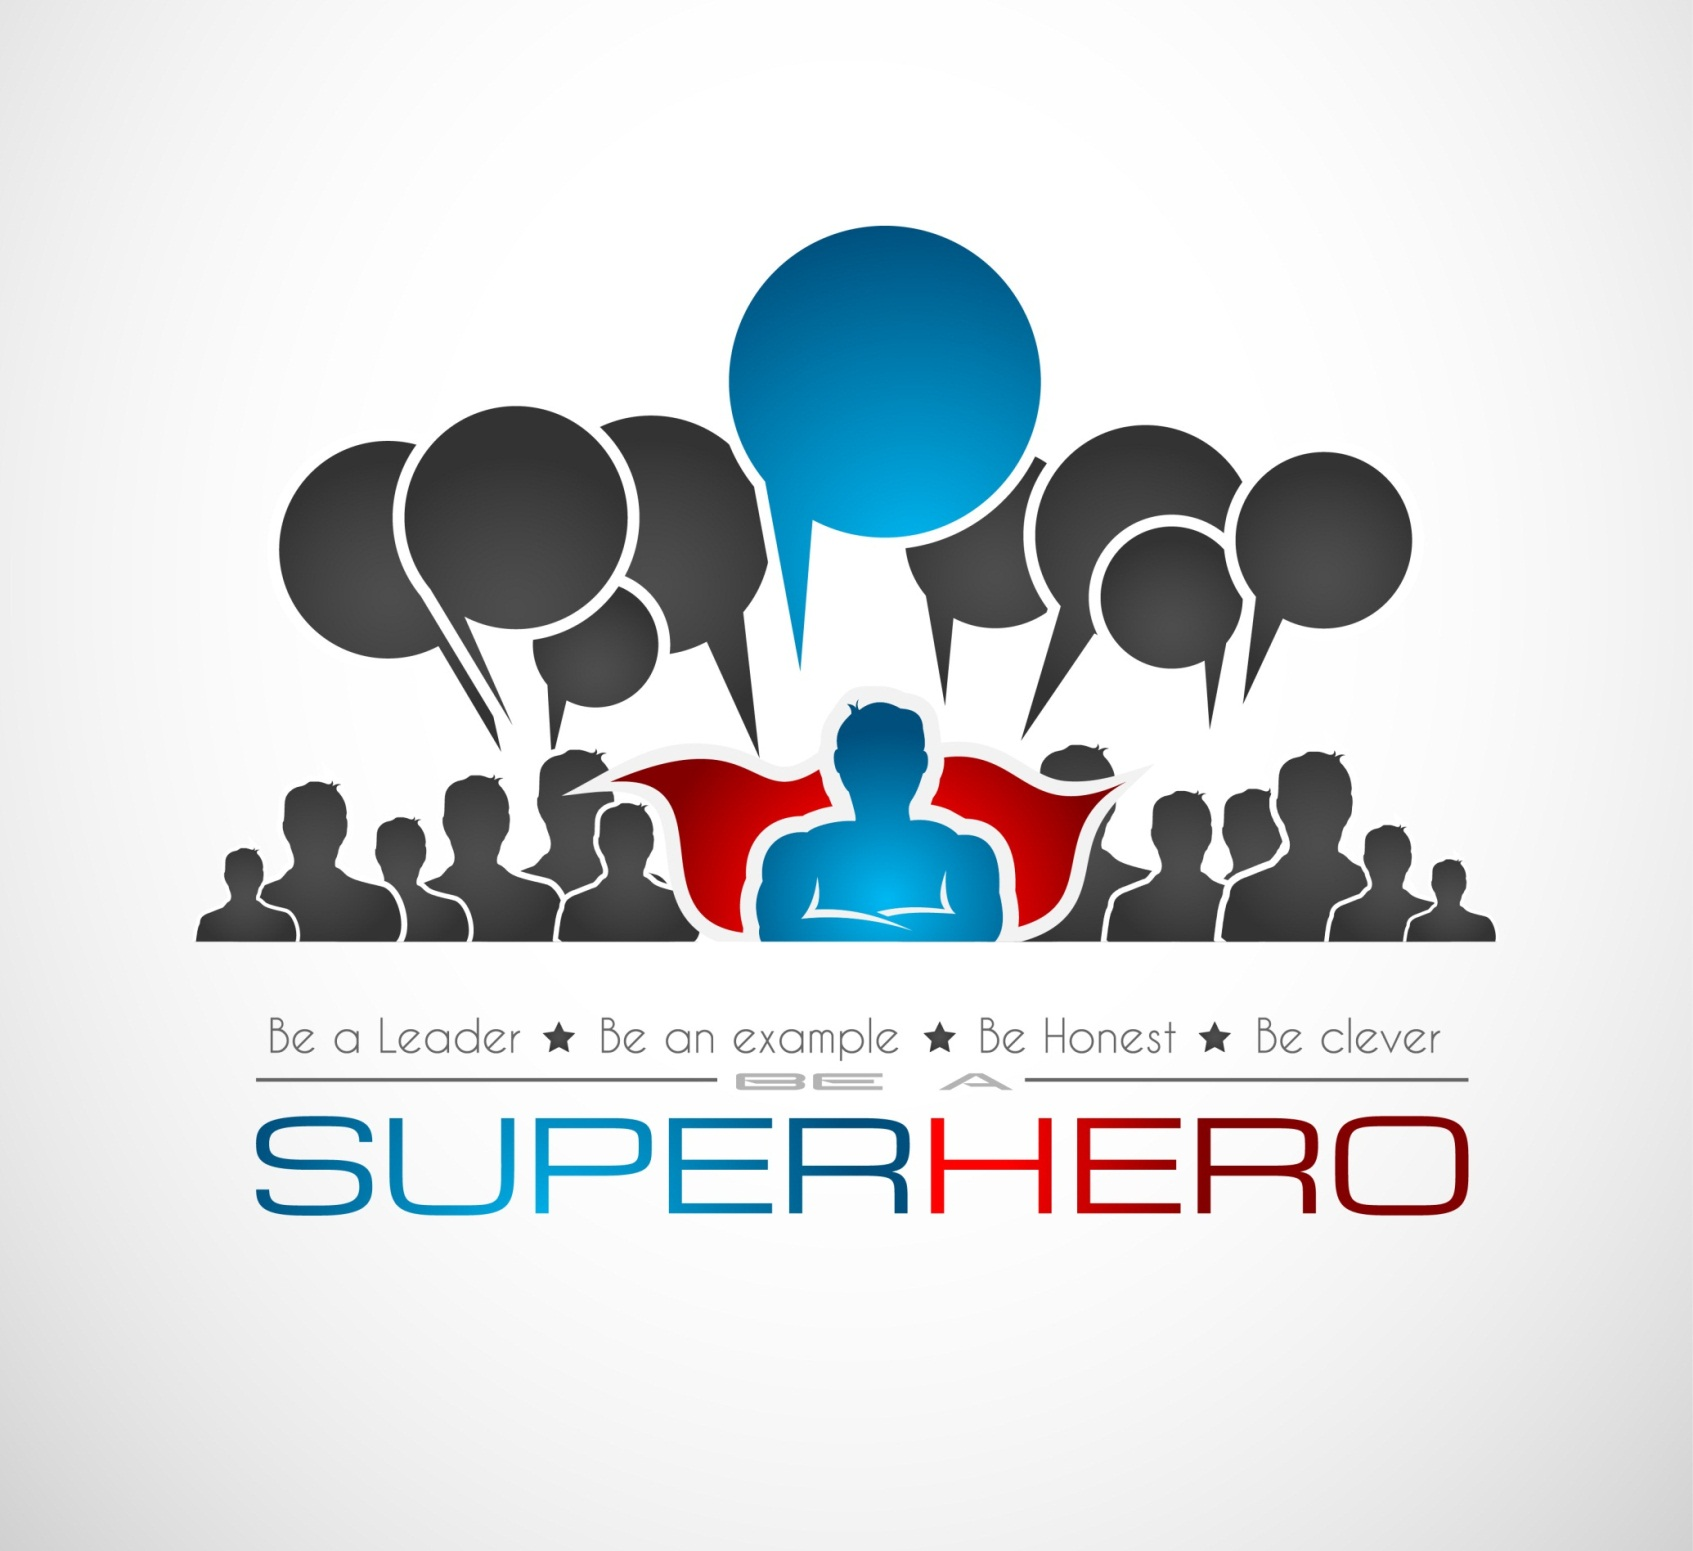 Be a Leader ★ Be an example ★ Be Honest ★ Be clever
BE A
SUPERHERO